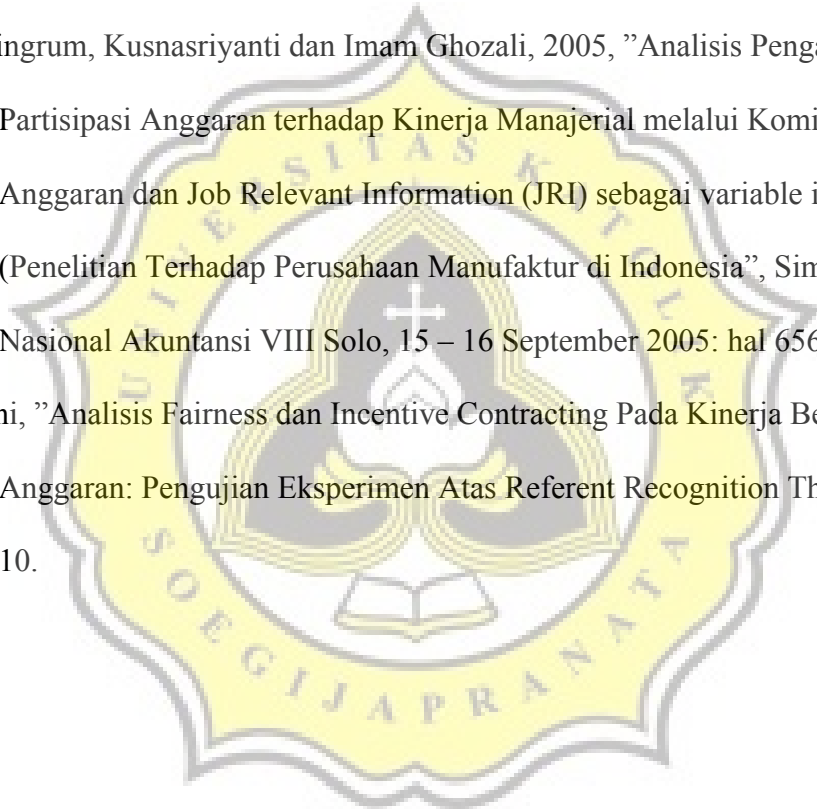 ingrum, Kusnasriyanti dan Imam Ghozali, 2005, ”Analisis Penga
Partisipasi Anggaran terhadap Kinerja Manajerial melalui Komi
Anggaran dan Job Relevant Information (JRI) sebagai variable i
(Penelitian Terhadap Perusahaan Manufaktur di Indonesia”, Sim
Nasional Akuntansi VIII Solo, 15 – 16 September 2005: hal 656
ni, ”Analisis Fairness dan Incentive Contracting Pada Kinerja Be
Anggaran: Pengujian Eksperimen Atas Referent Recognition Th
10.
UNIVERSITAS KATOLIK
SOEGIJAPRANATA